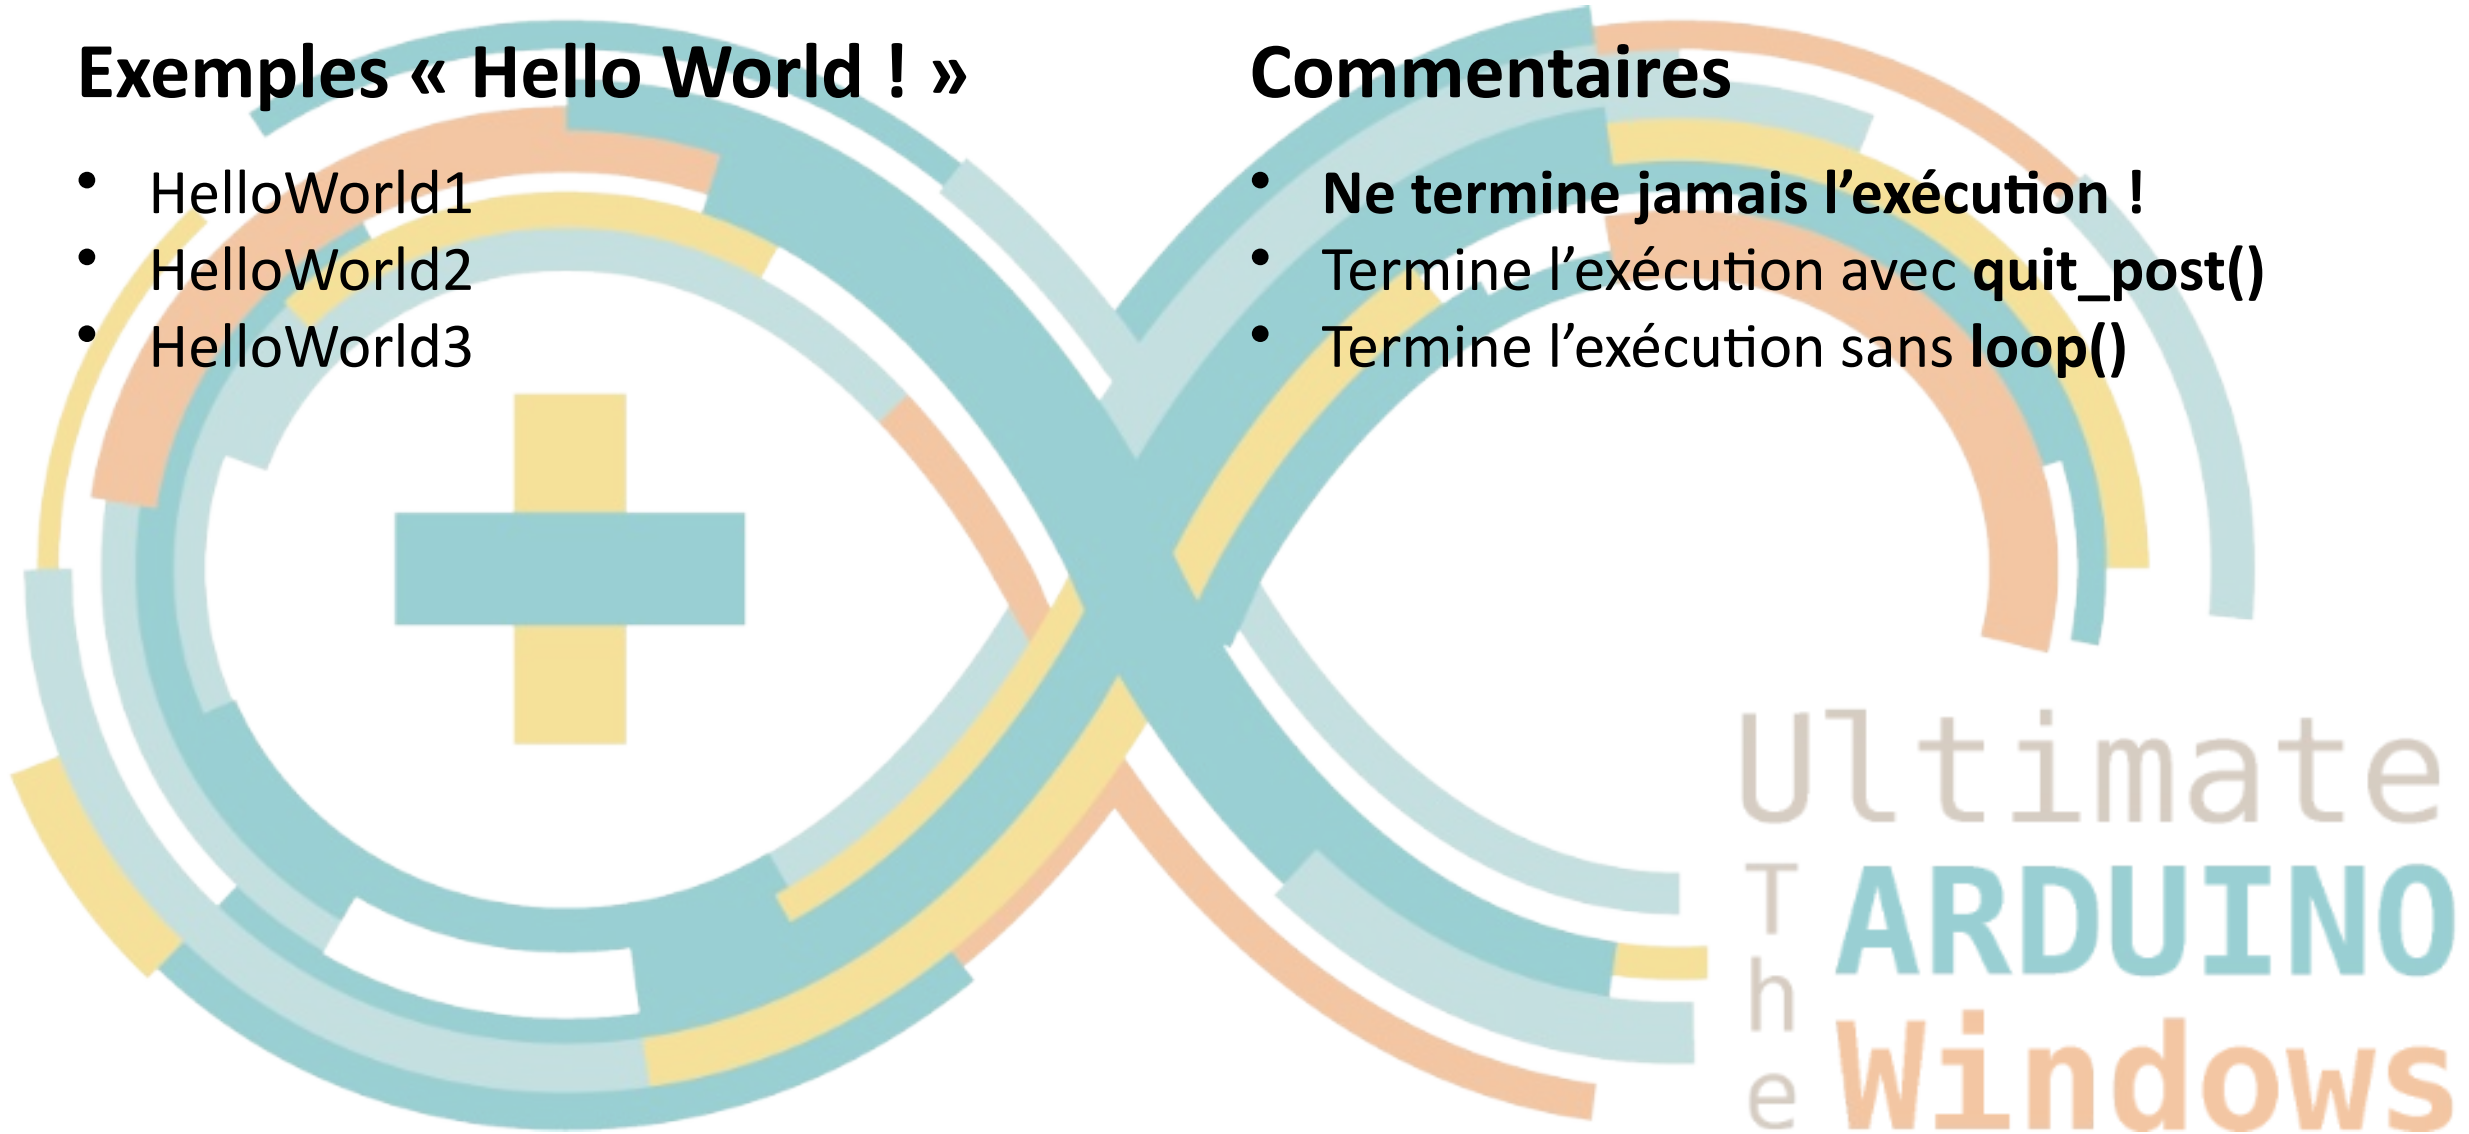 Exemples « Hello World ! »
• HelloWorld1
• HelloWorld2
• HelloWorld3
Commentaires
• Ne termine jamais l’exécution !
• Termine l’exécution avec quit_post()
• Termine l’exécution sans loop()
Ultimate
The
ARDUINO
Windows